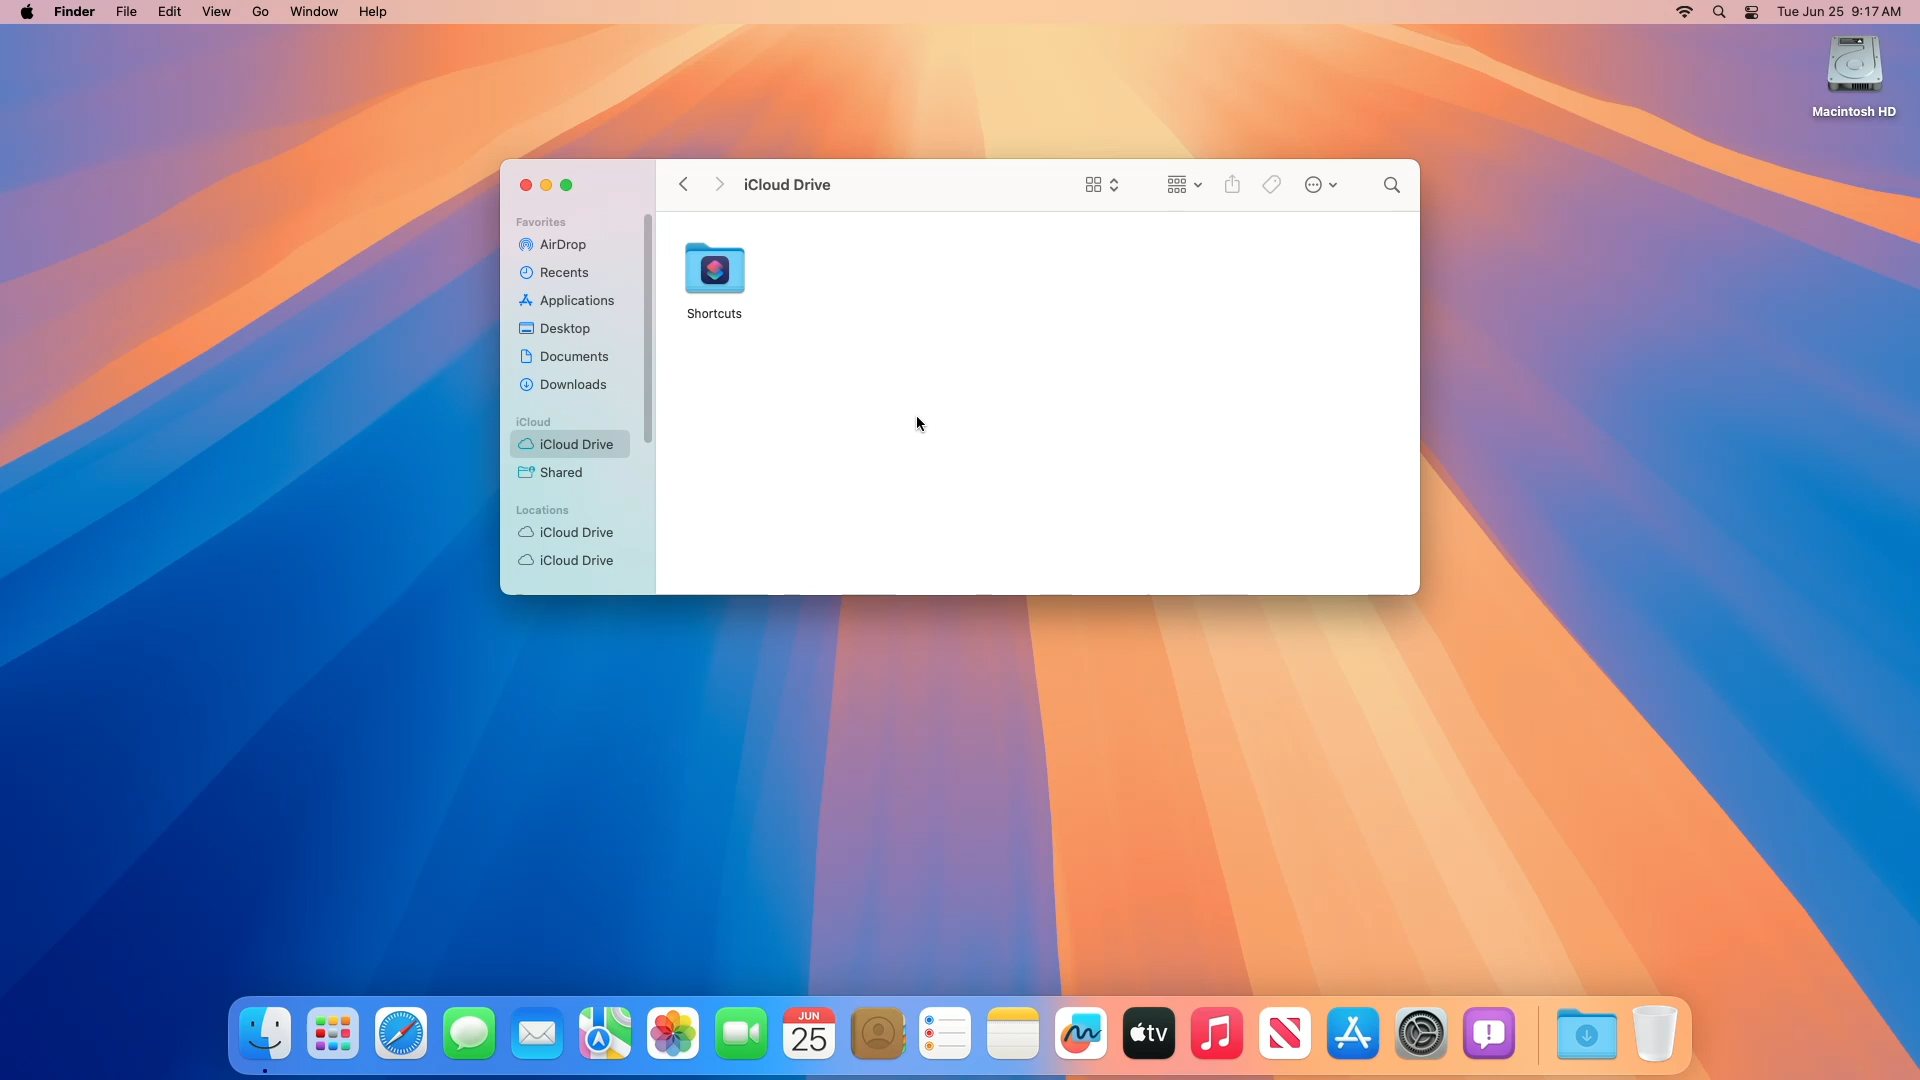 Finder File Edit View Go Window Help
Tue Jun 25 9:17 AM
Macintosh HD
iCloud Drive
Favorites
AirDrop
Recents
Applications
Desktop
Documents
Downloads
iCloud
iCloud Drive
Shared
Locations
iCloud Drive
iCloud Drive
Shortcuts
JUN
25
tv